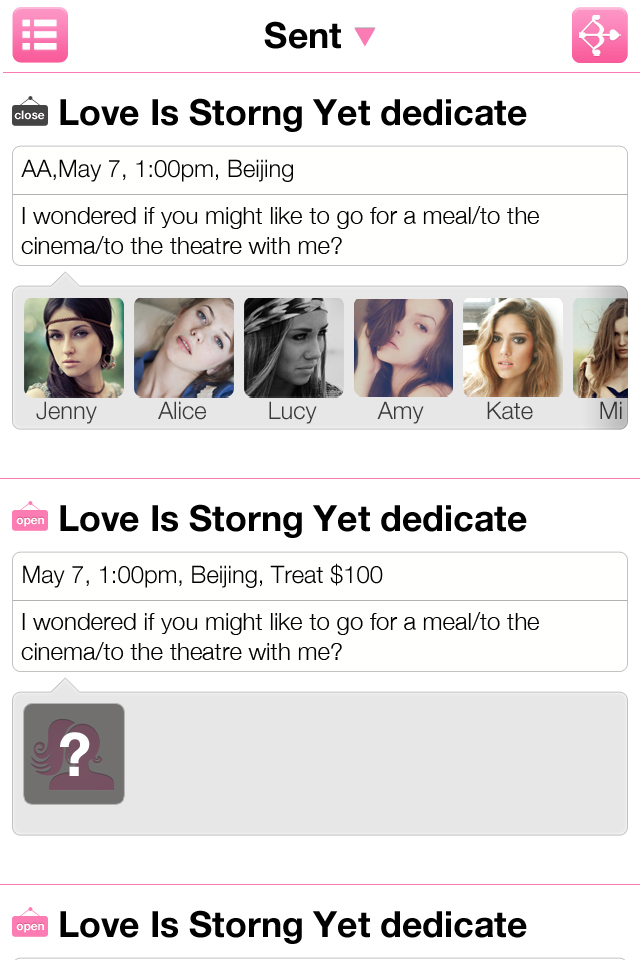 Sent
close Love Is Storng Yet dedicate
AA,May 7, 1:00pm, Beijing
I wondered if you might like to go for a meal/to the
cinema/to the theatre with me?
Jenny Alice Lucy Amy Kate Mi
open Love Is Storng Yet dedicate
May 7, 1:00pm, Beijing, Treat $100
I wondered if you might like to go for a meal/to the
cinema/to the theatre with me?
?
open Love Is Storng Yet dedicate